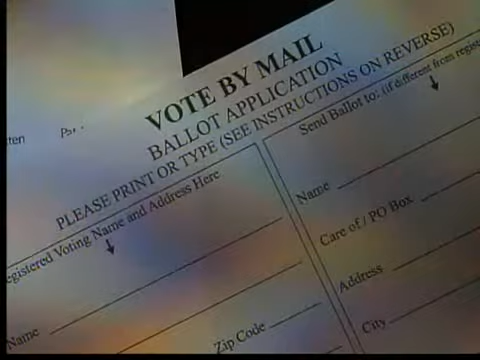 VOTE BY MAIL
BALLOT APPLICATION
PLEASE PRINT OR TYPE (SEE INSTRUCTIONS ON REVERSE)
Registered Voting Name and Address Here
Name
Zip Code
Send Ballot to: (if different from regist
Name
Care of / PO Box
Address
City